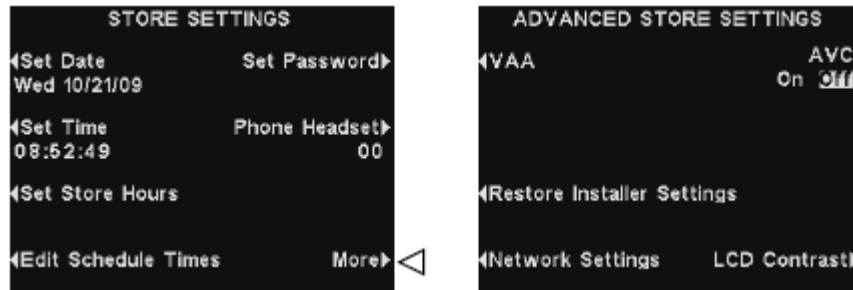 STORE SETTINGS
Set Date
Set Password
Wed 10/21/09
Set Time
Phone Headset
08:52:49
00
Set Store Hours
Edit Schedule Times
More
ADVANCED STORE SETTINGS
VAA
AVC
On Off
Restore Installer Settings
Network Settings
LCD Contrast